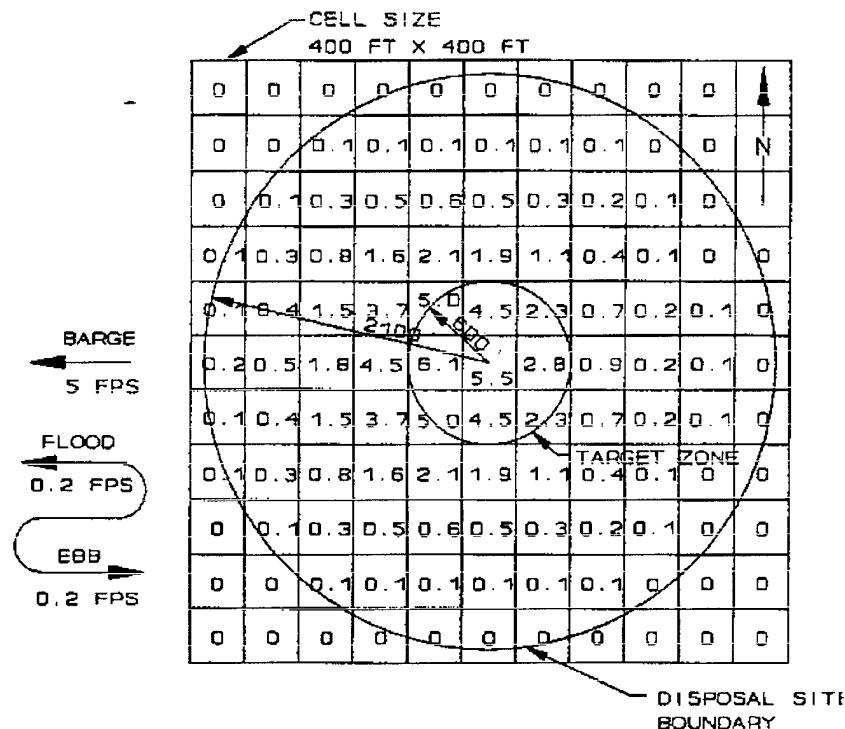 CELL SIZE
400 FT X 400 FT
0 0 0 0 0 0 0 0 0 0
0 0 0.1 0.1 0.1 0.1 0.1 0.1 0 0 N
0 0.1 0.3 0.5 0.6 0.5 0.3 0.2 0.1 0
0.1 0.3 0.8 1.6 2.1 1.9 1.1 0.4 0.1 0 0
0.1 0.4 1.5 3.7 5.0 4.5 2.3 0.7 0.2 0.1 0
2700
600
BARGE
5 FPS
0.2 0.5 1.8 4.5 6.1 5.5 2.8 0.9 0.2 0.1 0
0.1 0.4 1.5 3.7 5.0 4.5 2.3 0.7 0.2 0.1 0
FLOOD
0.2 FPS
TARGET ZONE
0.1 0.3 0.8 1.6 2.1 1.9 1.1 0.4 0.1 0 0
0 0.1 0.3 0.5 0.6 0.5 0.3 0.2 0.1 0 0
EBB
0.2 FPS
0 0 0.1 0.1 0.1 0.1 0.1 0.1 0 0 0
0 0 0 0 0 0 0 0 0 0 0
DISPOSAL SITE
BOUNDARY